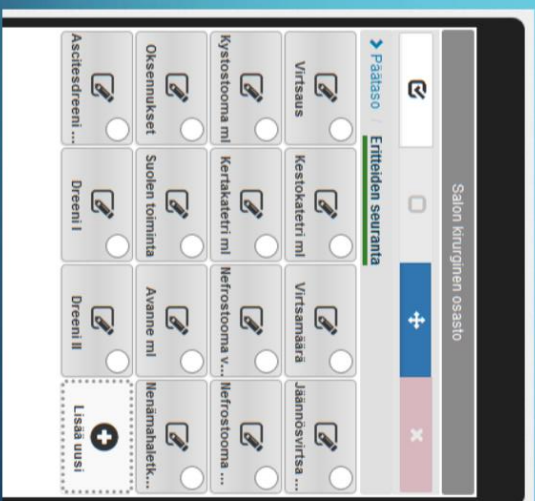 Salon kirurginen osasto
Päätaso / Eritteiden seuranta
Virtsaus
Kestokatetri ml
Virtsamäärä
Jäännösvirtsa ...
Kystostooma ml
Kertakatetri ml
Nefrostooma v...
Nefrostooma ...
Oksennukset
Suolen toiminta
Avanne ml
Nenämahaletk...
Ascitesdreeni ...
Dreeni I
Dreeni II
Lisää uusi